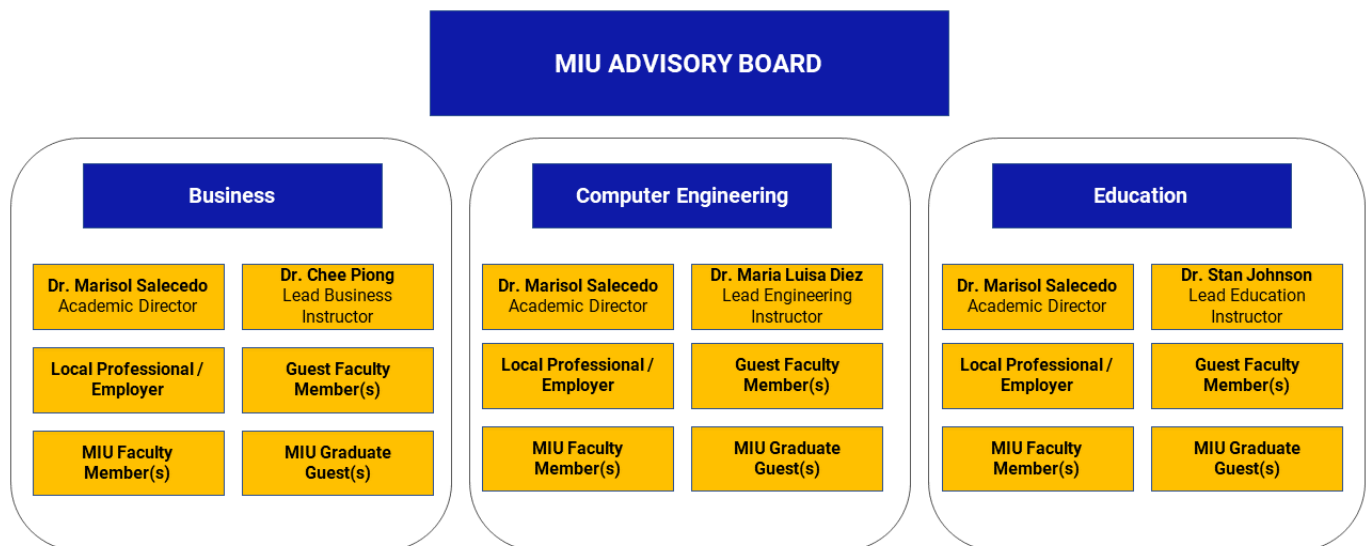 MIU ADVISORY BOARD
Business
Dr. Marisol Salecedo
Academic Director
Dr. Chee Piong
Lead Business
Instructor
Local Professional /
Employer
Guest Faculty
Member(s)
MIU Faculty
Member(s)
MIU Graduate
Guest(s)
Computer Engineering
Dr. Marisol Salecedo
Academic Director
Dr. Maria Luisa Diez
Lead Engineering
Instructor
Local Professional /
Employer
Guest Faculty
Member(s)
MIU Faculty
Member(s)
MIU Graduate
Guest(s)
Education
Dr. Marisol Salecedo
Academic Director
Dr. Stan Johnson
Lead Education
Instructor
Local Professional /
Employer
Guest Faculty
Member(s)
MIU Faculty
Member(s)
MIU Graduate
Guest(s)